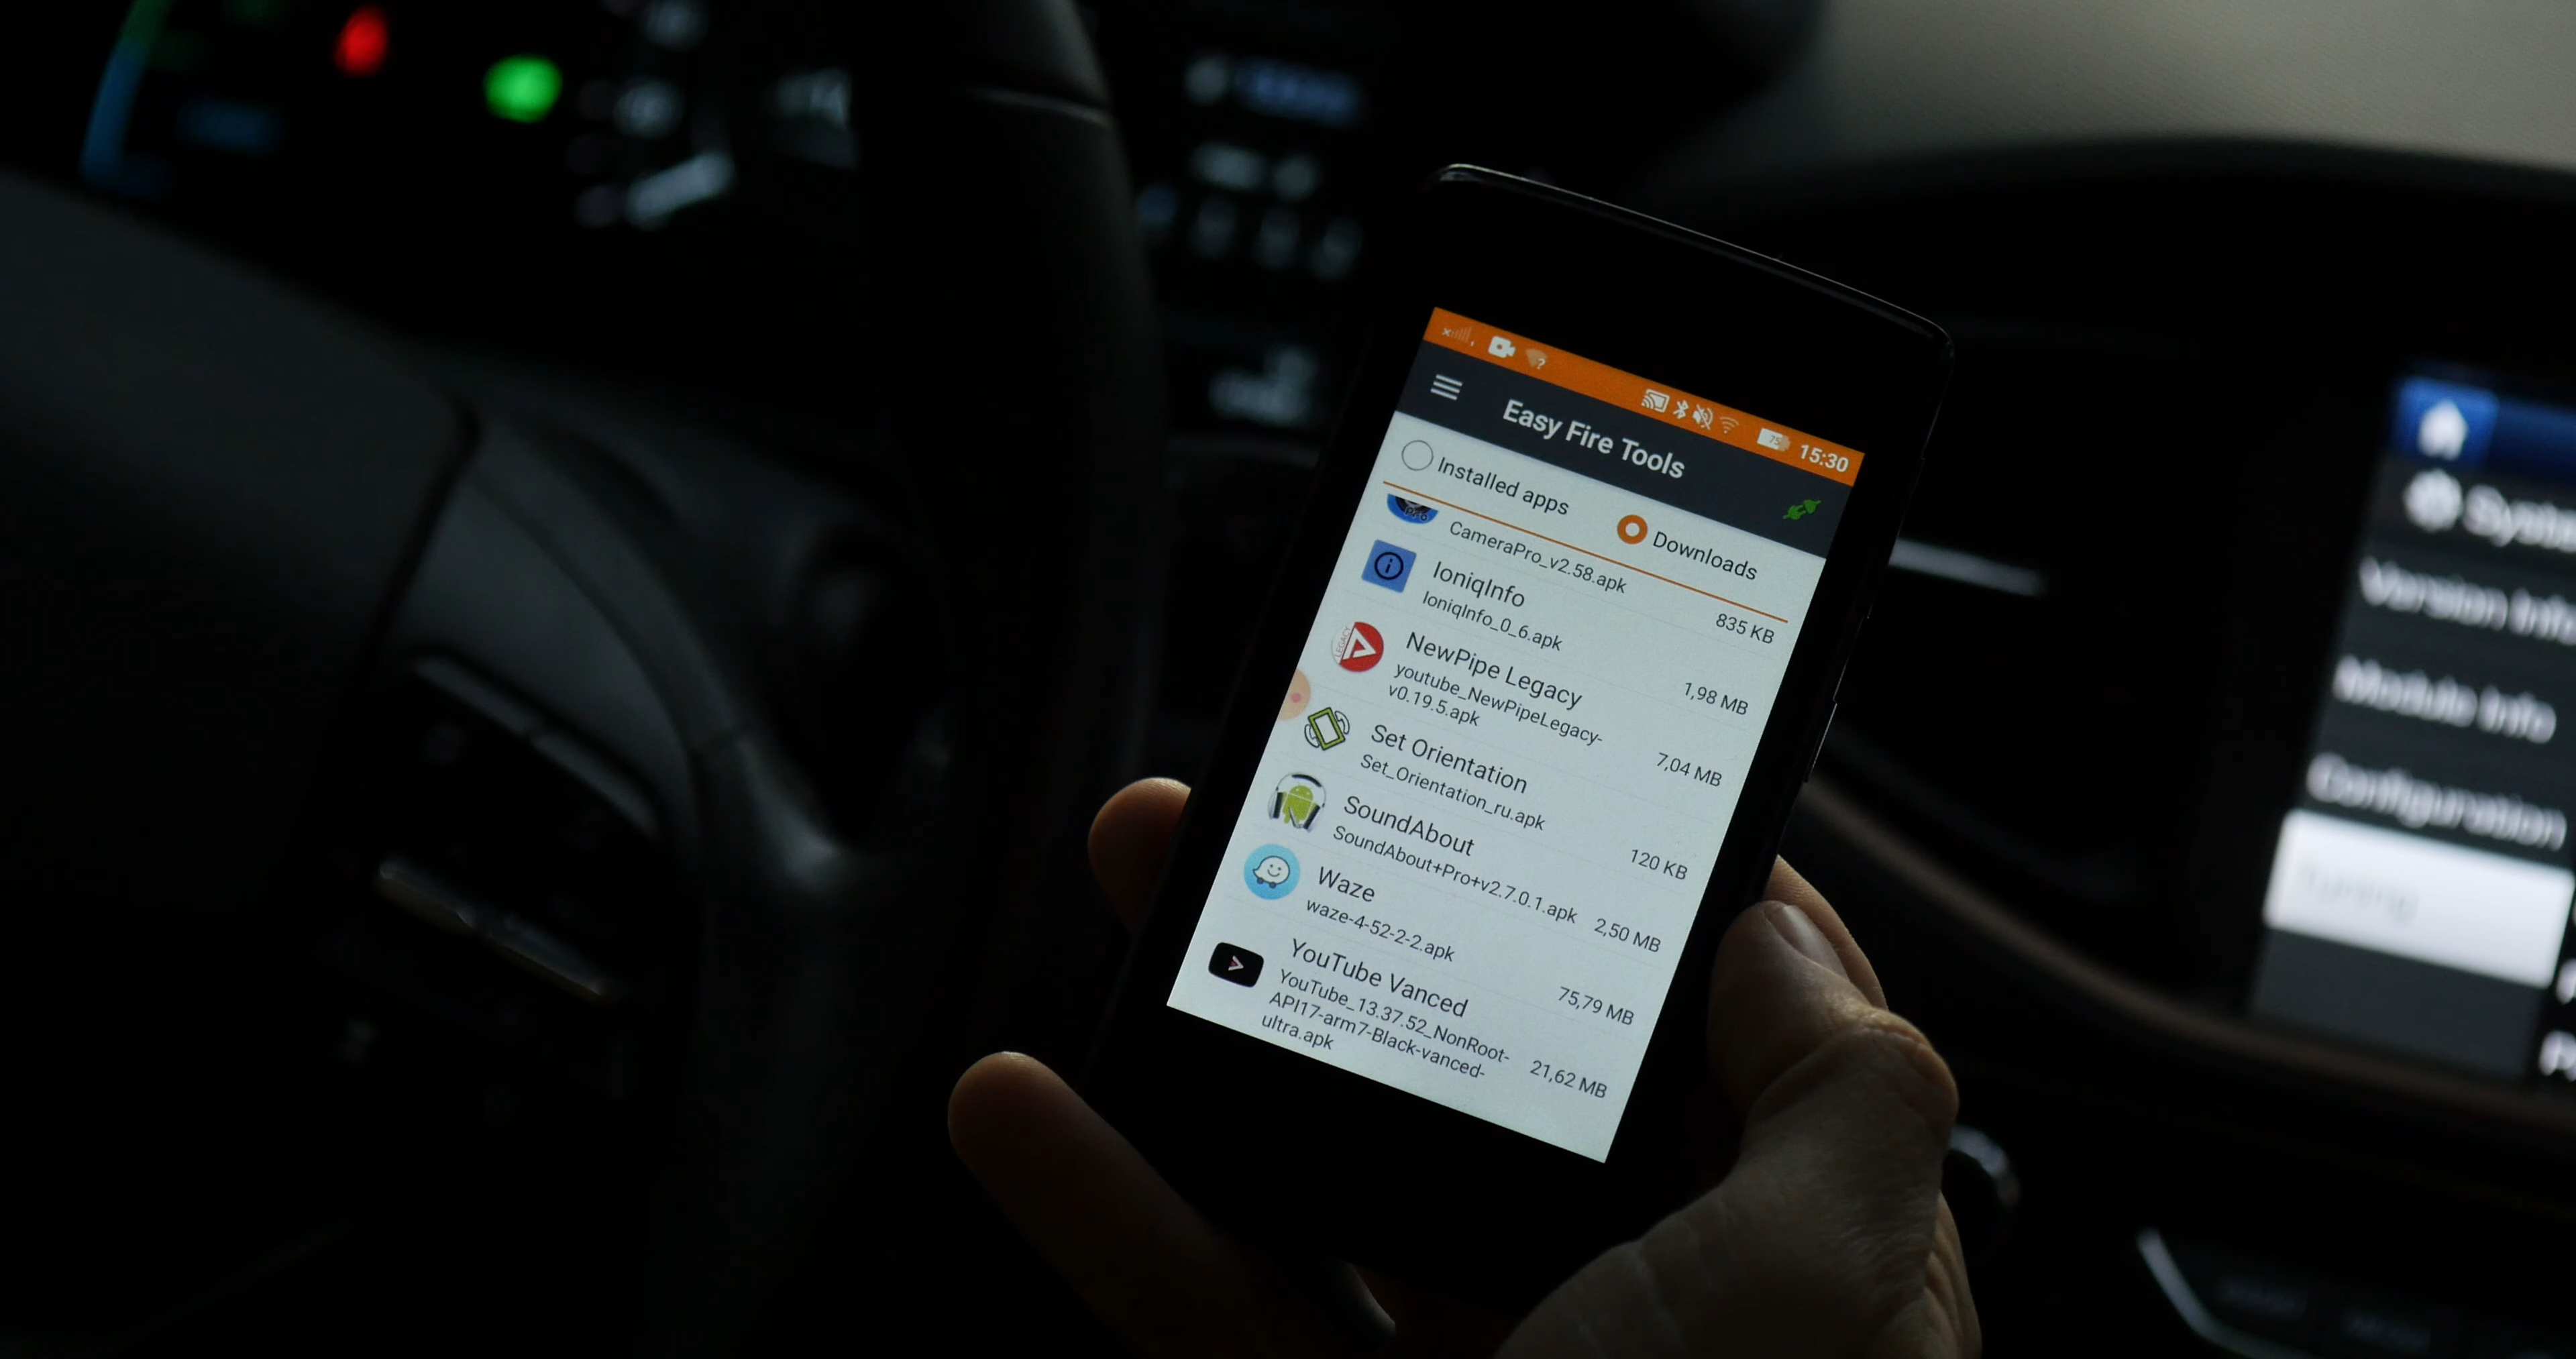 15:30
Easy Fire Tools
Installed apps
Downloads
CameraPro_v2.58.apk
835 KB
IoniqInfo
IoniqInfo_0_6.apk
1,98 MB
NewPipe Legacy
youtube_NewPipeLegacy-
v0.19.5.apk
7,04 MB
Set Orientation
Set_Orientation_ru.apk
120 KB
SoundAbout
SoundAbout+Pro+v2.7.0.1.apk
2,50 MB
Waze
waze-4-52-2-2.apk
75,79 MB
YouTube Vanced
YouTube_13.37.52_NonRoot-
API17-arm7-Black-vanced-
ultra.apk
21,62 MB
Version Info
Module Info
Configuration